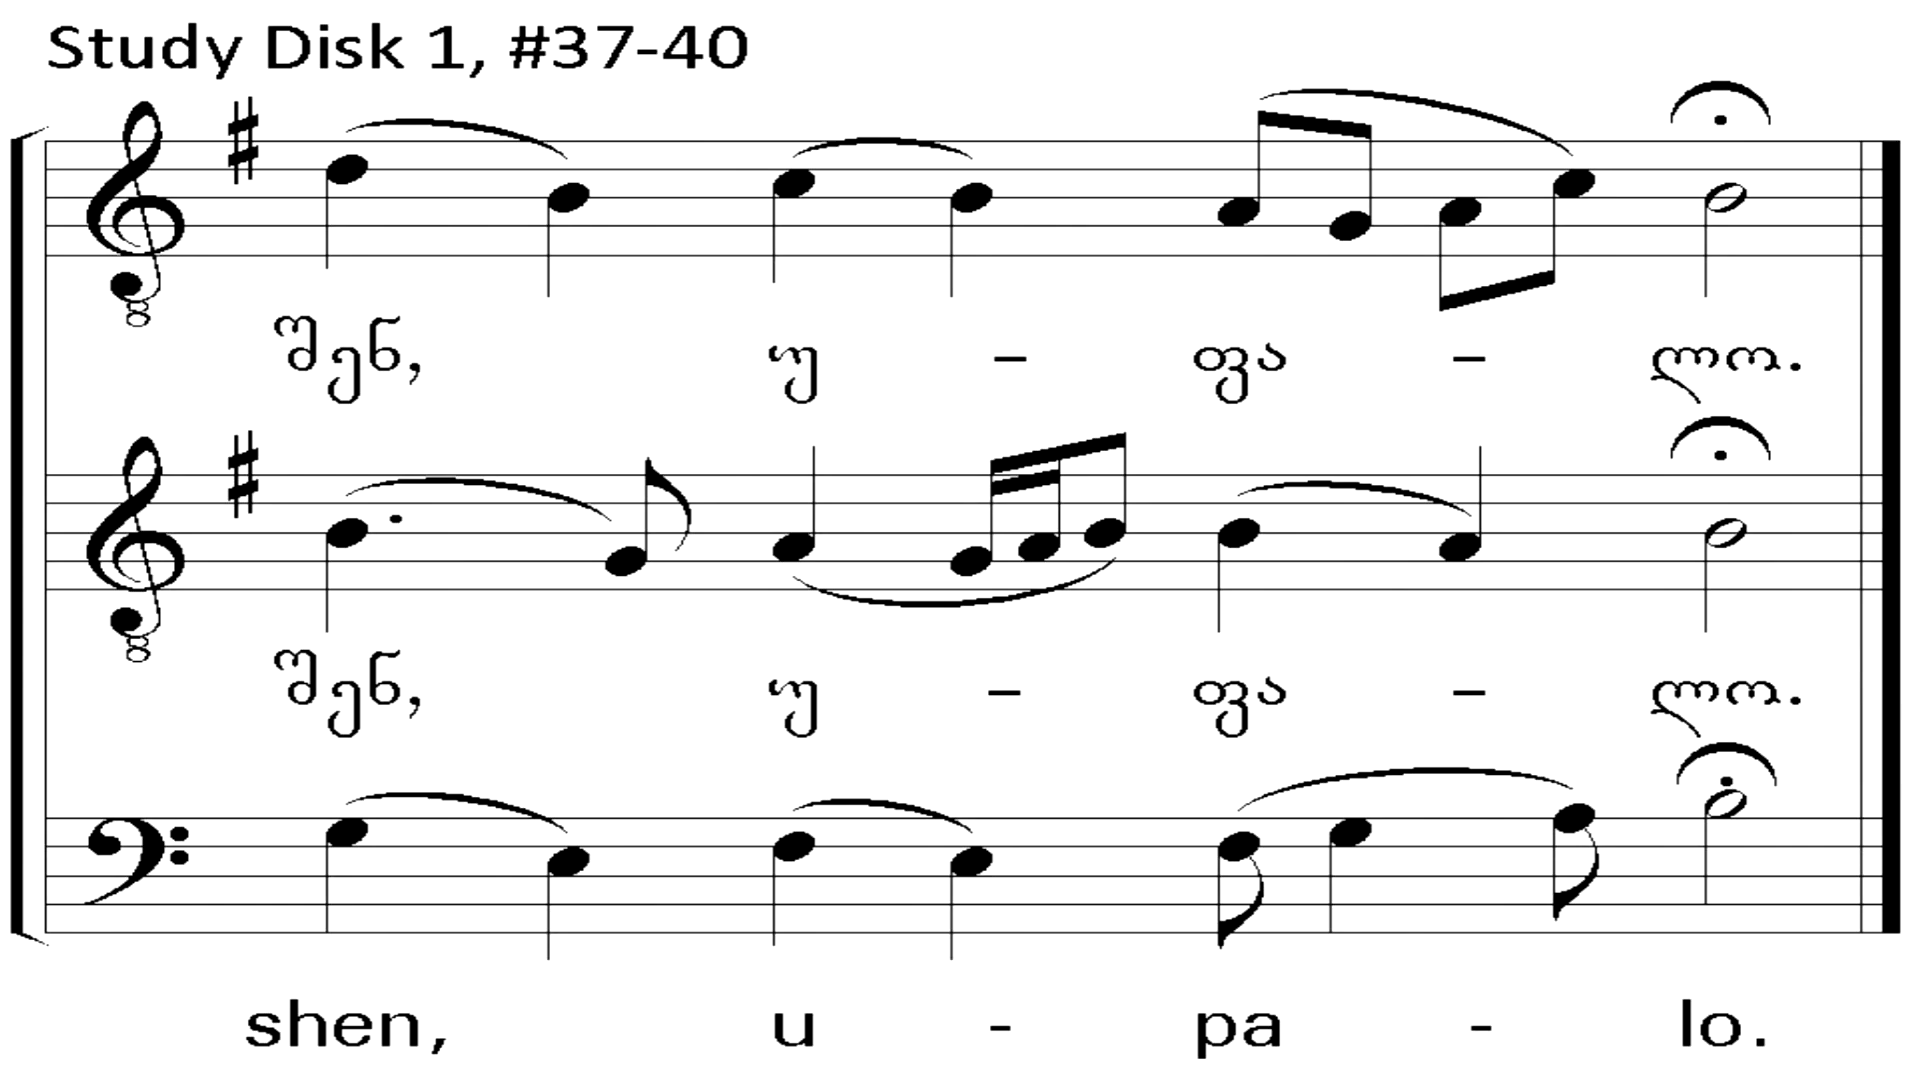 Study Disk 1, #37-40
შენ, უ - ფა - ლო.
შენ, უ - ფა - ლო.
shen, u - pa - lo.